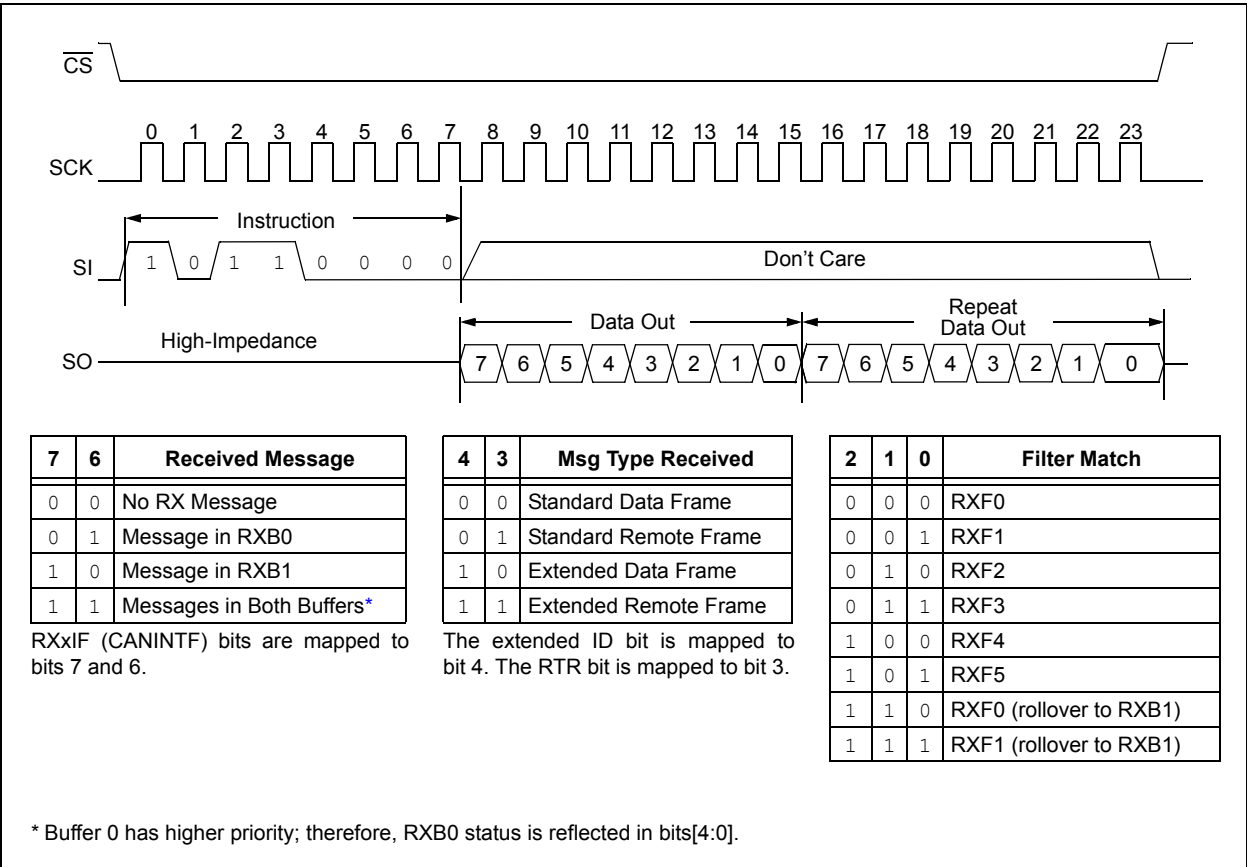 CS
0 1 2 3 4 5 6 7 8 9 10 11 12 13 14 15 16 17 18 19 20 21 22 23
SCK
Instruction
SI 1 0 1 1 0 0 0 0 Don't Care
Data Out
Repeat
Data Out
High-Impedance
SO 7 6 5 4 3 2 1 0 7 6 5 4 3 2 1 0
7 6 Received Message
0 0 No RX Message
0 1 Message in RXB0
1 0 Message in RXB1
1 1 Messages in Both Buffers*
RXxIF (CANINTF) bits are mapped to
bits 7 and 6.
4 3 Msg Type Received
0 0 Standard Data Frame
0 1 Standard Remote Frame
1 0 Extended Data Frame
1 1 Extended Remote Frame
The extended ID bit is mapped to
bit 4. The RTR bit is mapped to bit 3.
2 1 0 Filter Match
0 0 0 RXF0
0 0 1 RXF1
0 1 0 RXF2
0 1 1 RXF3
1 0 0 RXF4
1 0 1 RXF5
1 1 0 RXF0 (rollover to RXB1)
1 1 1 RXF1 (rollover to RXB1)
* Buffer 0 has higher priority; therefore, RXB0 status is reflected in bits[4:0].